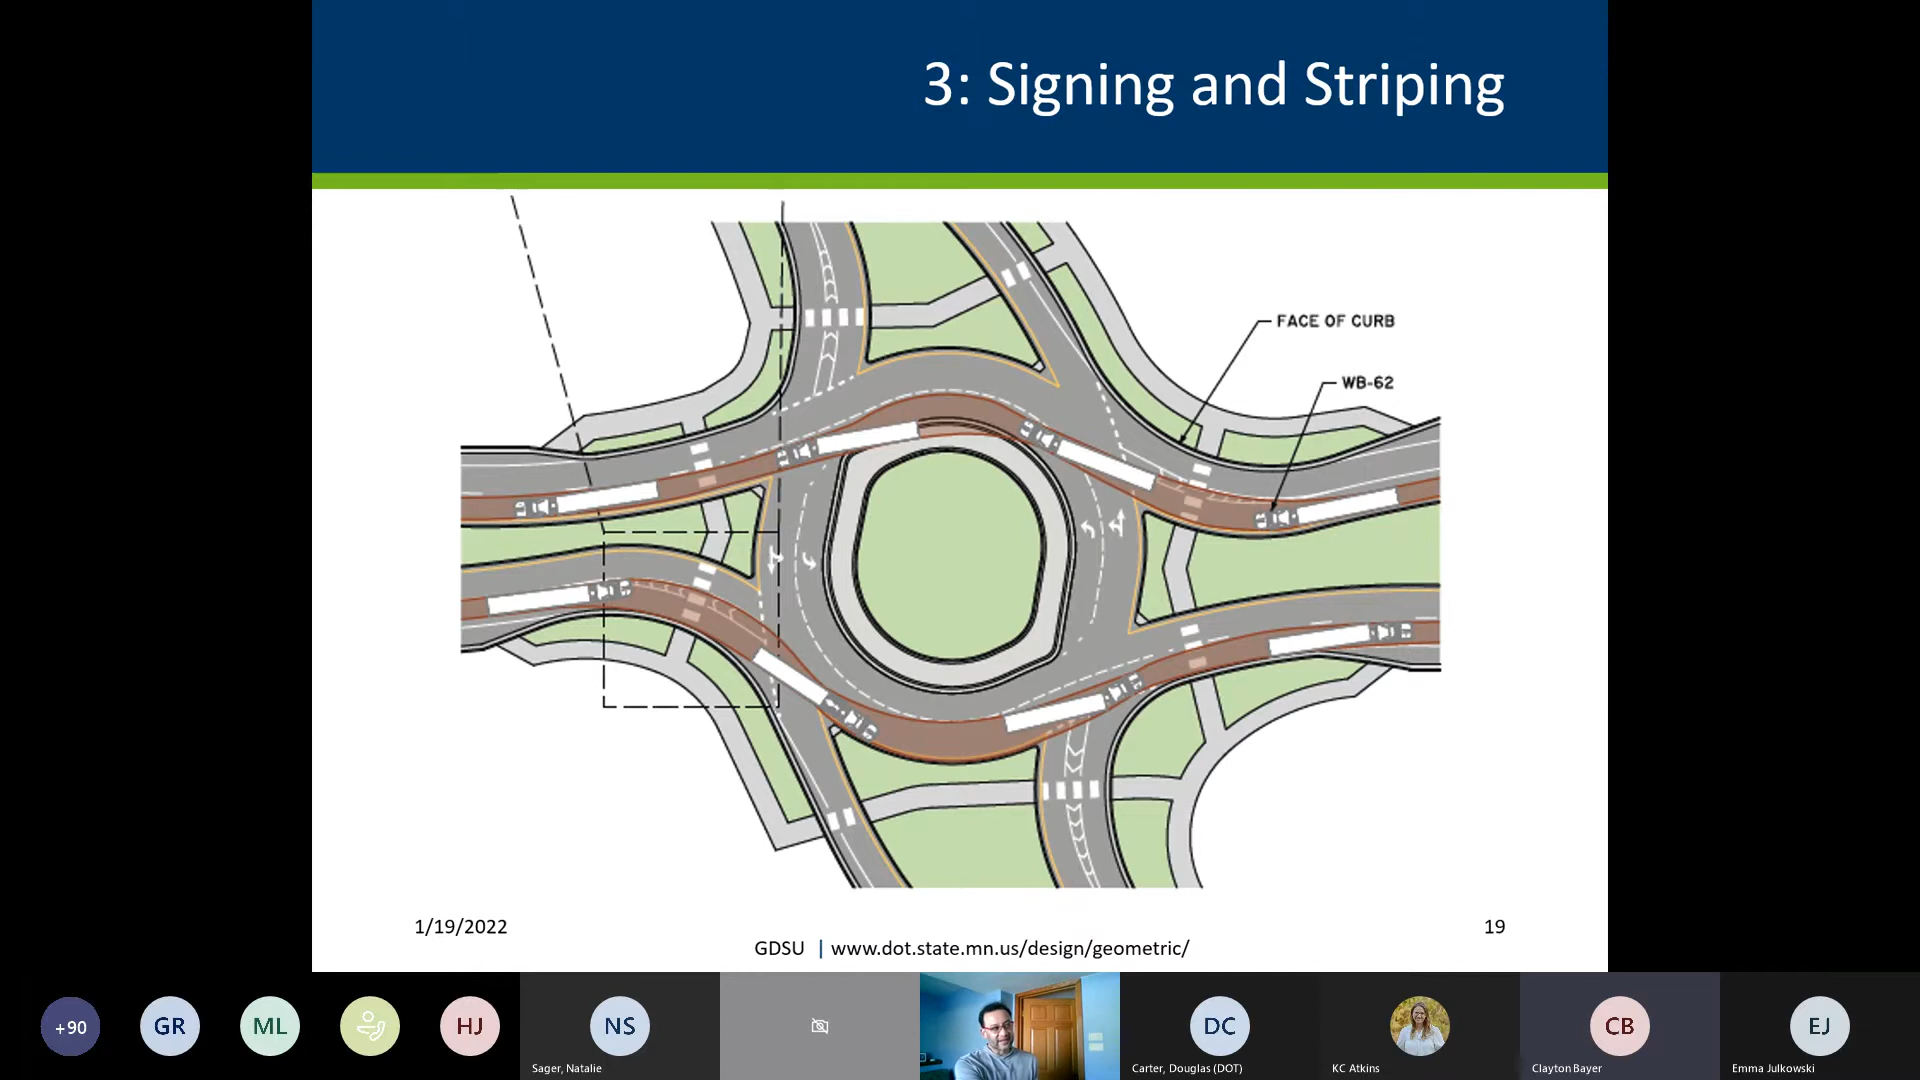 3: Signing and Striping
FACE OF CURB
WB-62
1/19/2022
19
GDSU | www.dot.state.mn.us/design/geometric/
+90
GR
ML
HJ
NS
DC
CB
EJ
Sager, Natalie
Carter, Douglas (DOT)
KC Atkins
Clayton Bayer
Emma Julkowski